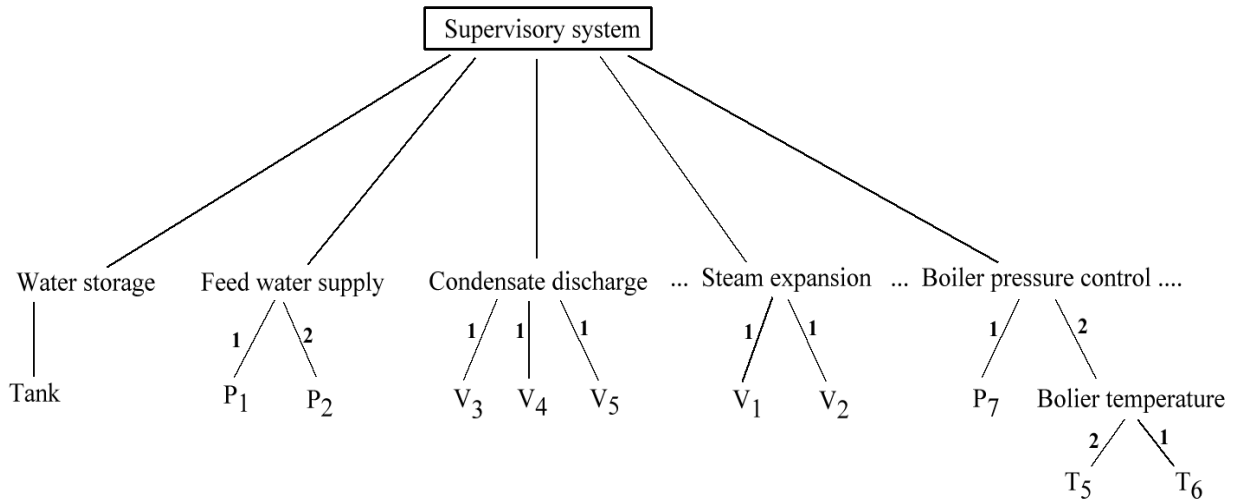 Supervisory system
Water storage Feed water supply Condensate discharge ... Steam expansion ... Boiler pressure control ....
1 2 1 1 1 1 1 1 2
Tank P1 P2 V3 V4 V5 V1 V2 P7 Bolier temperature
2 1
T5 T6